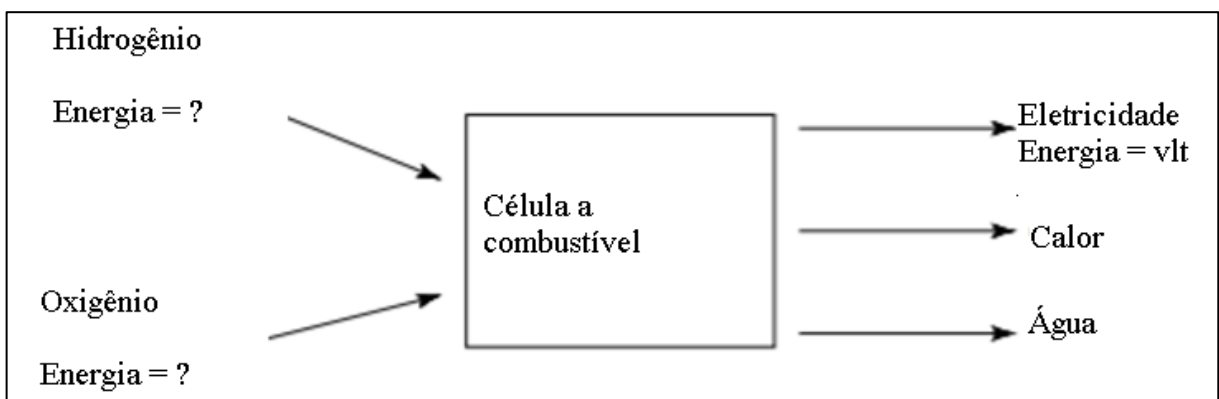 Hidrogênio
Energia = ?
Célula a
combustível
Oxigênio
Energia = ?
Eletricidade
Energia = vlt
Calor
Água